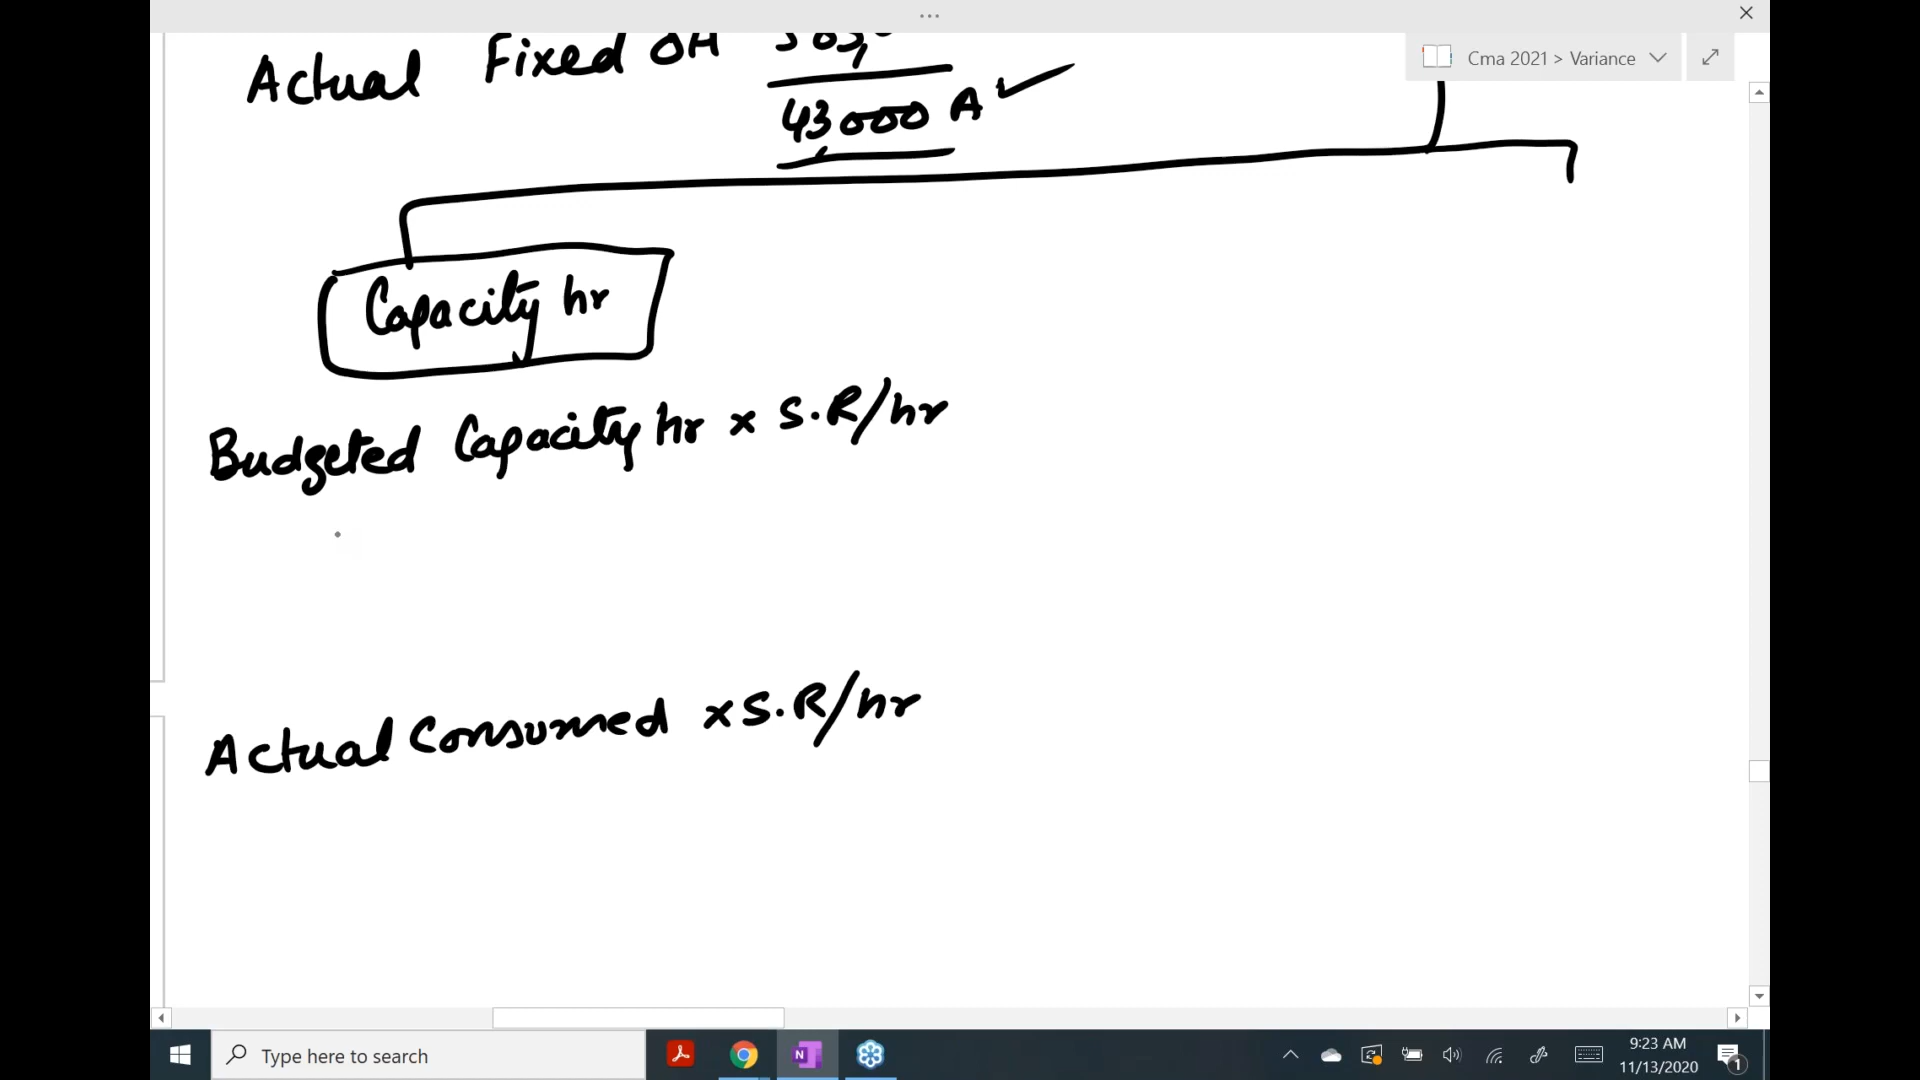 ...
Cma 2021 > Variance
Actual Fixed OH
43000 A ✓
Capacity hr
Budgeted Capacity hr x S.R/hr
Actual Consumed x S.R/hr
Type here to search
9:23 AM
11/13/2020
1